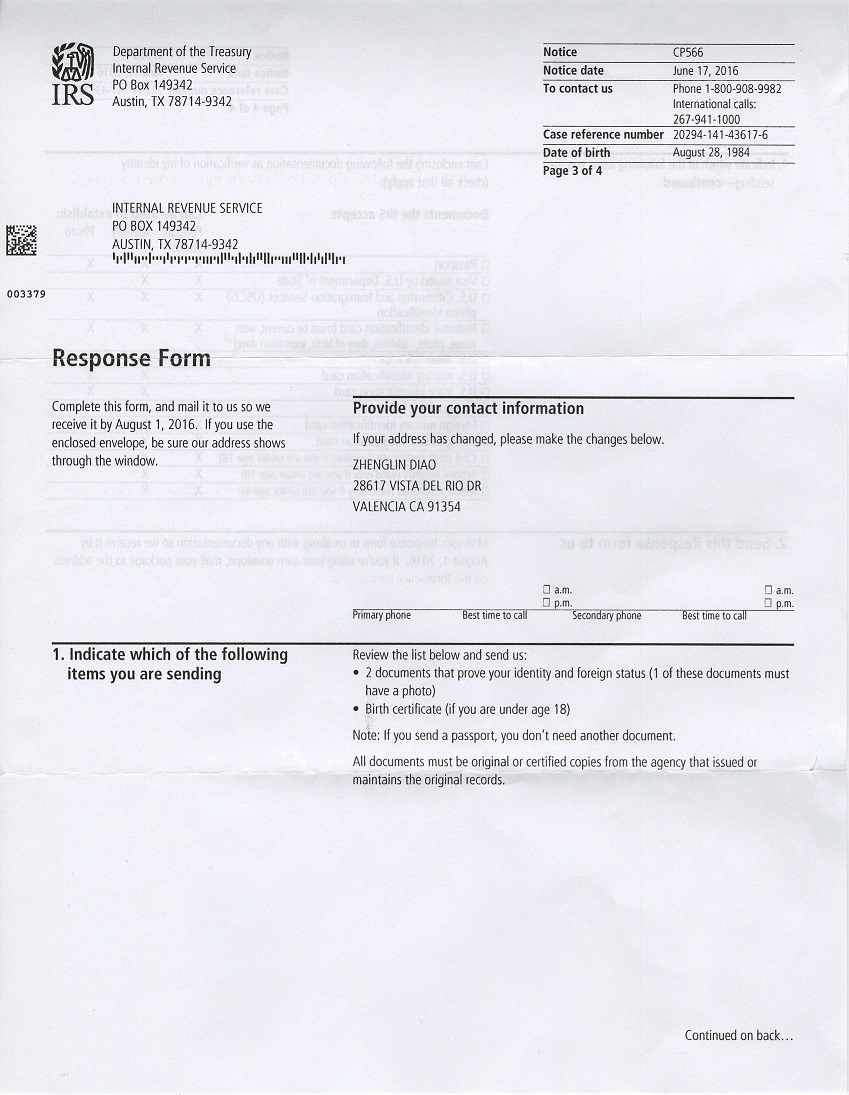 IRS
Department of the Treasury
Internal Revenue Service
PO Box 149342
Austin, TX 78714-9342
Notice CP566
Notice date June 17, 2016
To contact us Phone 1-800-908-9982
International calls:
267-941-1000
Case reference number 20294-141-43617-6
Date of birth August 28, 1984
Page 3 of 4
INTERNAL REVENUE SERVICE
PO BOX 149342
AUSTIN, TX 78714-9342
003379
Response Form
Complete this form, and mail it to us so we
receive it by August 1, 2016. If you use the
enclosed envelope, be sure our address shows
through the window.
Provide your contact information
If your address has changed, please make the changes below.
ZHENGLIN DIAO
28617 VISTA DEL RIO DR
VALENCIA CA 91354
☐ a.m. ☐ a.m.
☐ p.m. ☐ p.m.
Primary phone Best time to call Secondary phone Best time to call
1. Indicate which of the following
items you are sending
Review the list below and send us:
• 2 documents that prove your identity and foreign status (1 of these documents must
have a photo)
• Birth certificate (if you are under age 18)
Note: If you send a passport, you don't need another document.
All documents must be original or certified copies from the agency that issued or
maintains the original records.
Continued on back…